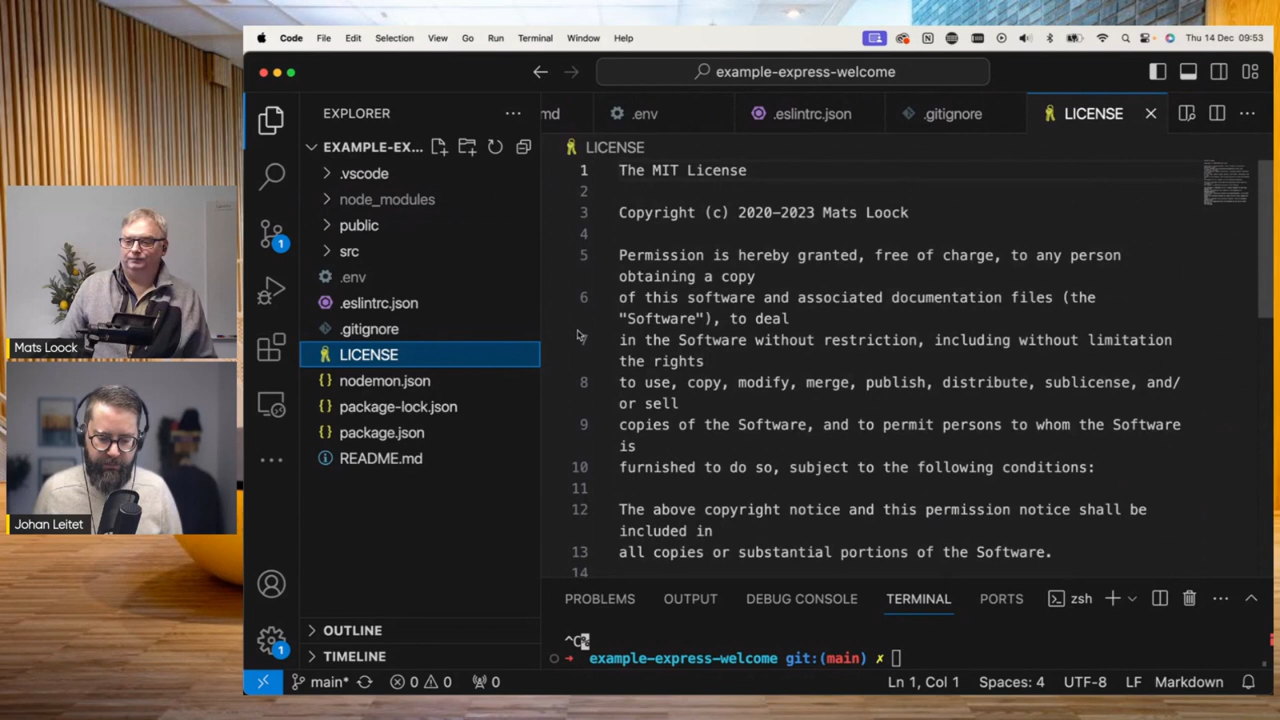 Code File Edit Selection View Go Run Terminal Window Help Thu 14 Dec 09:53
example-express-welcome
EXPLORER
EXAMPLE-EX...
.vscode
node_modules
public
src
.env
.eslintrc.json
.gitignore
LICENSE
nodemon.json
package-lock.json
package.json
README.md
OUTLINE
TIMELINE
md .env .eslintrc.json .gitignore LICENSE
LICENSE
1 The MIT License
2
3 Copyright (c) 2020–2023 Mats Loock
4
5 Permission is hereby granted, free of charge, to any person
obtaining a copy
6 of this software and associated documentation files (the
"Software"), to deal
7 in the Software without restriction, including without limitation
the rights
8 to use, copy, modify, merge, publish, distribute, sublicense, and/
or sell
9 copies of the Software, and to permit persons to whom the Software
is
10 furnished to do so, subject to the following conditions:
11
12 The above copyright notice and this permission notice shall be
included in
13 all copies or substantial portions of the Software.
14
PROBLEMS OUTPUT DEBUG CONSOLE TERMINAL PORTS zsh
^C%
example-express-welcome git:(main) ✗
main* 0 0 0 Ln 1, Col 1 Spaces: 4 UTF-8 LF Markdown
1
1
Mats Loock
Johan Leitet